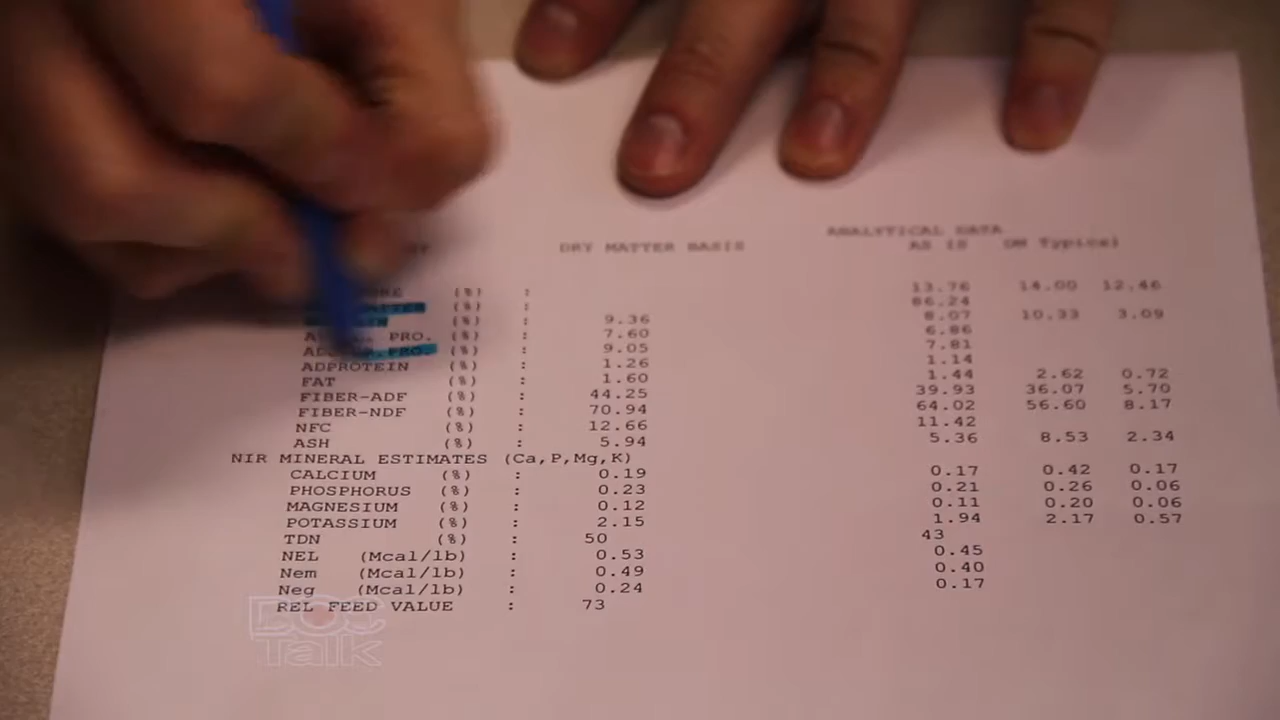 ANALYTICAL DATA
DRY MATTER BASIS AS IS DM Typical
(%) : 13.76 14.00 12.46
MATTER (%) : 86.24
(%) : 9.36 8.07 10.33 3.09
PRO. (%) : 7.60 6.86
PRO. (%) : 9.05 7.81
ADPROTEIN (%) : 1.26 1.14
FAT (%) : 1.60 1.44 2.62 0.72
FIBER-ADF (%) : 44.25 39.93 36.07 5.70
FIBER-NDF (%) : 70.94 64.02 56.60 8.17
NFC (%) : 12.66 11.42
ASH (%) : 5.94 5.36 8.53 2.34
NIR MINERAL ESTIMATES (Ca,P,Mg,K)
CALCIUM (%) : 0.19 0.17 0.42 0.17
PHOSPHORUS (%) : 0.23 0.21 0.26 0.06
MAGNESIUM (%) : 0.12 0.11 0.20 0.06
POTASSIUM (%) : 2.15 1.94 2.17 0.57
TDN (%) : 50 43
NEL (Mcal/lb) : 0.53 0.45
Nem (Mcal/lb) : 0.49 0.40
Neg (Mcal/lb) : 0.24 0.17
REL FEED VALUE : 73
DOC
Talk